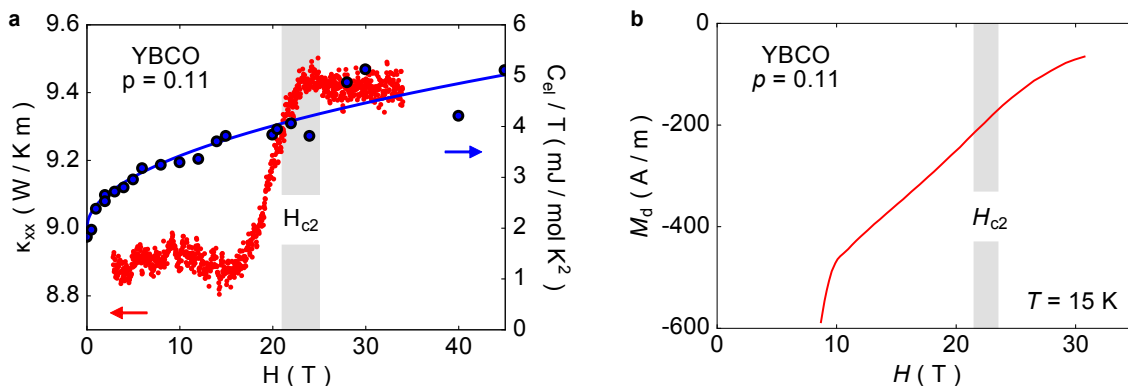 a
9.6
9.4
9.2
9.0
8.8
κxx ( W / K m )
YBCO
p = 0.11
Hc2
0
10
20
30
40
H ( T )
6
5
4
3
2
1
0
Cel / T ( mJ / mol K2 )
b
0
-200
-400
-600
Md ( A / m )
YBCO
p = 0.11
Hc2
T = 15 K
0
10
20
30
H ( T )